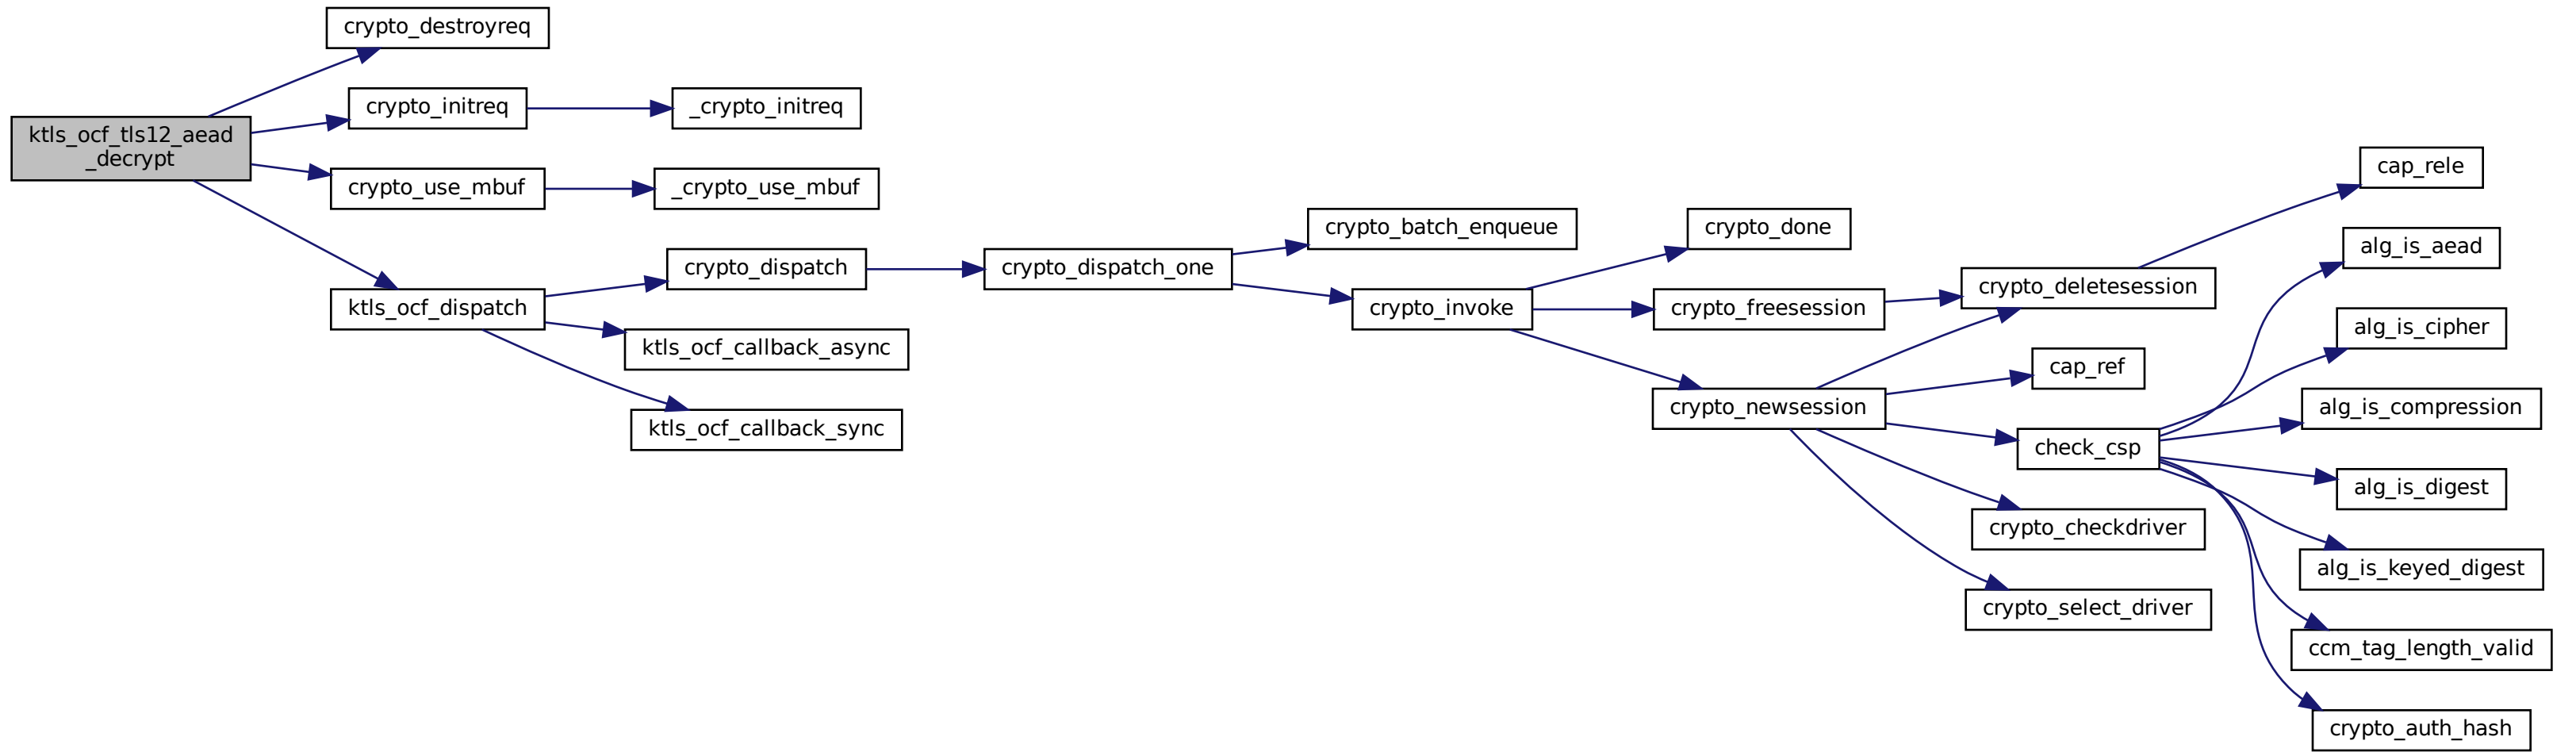 ktls_ocf_tls12_aead
_decrypt
crypto_destroyreq
crypto_initreq
_crypto_initreq
crypto_use_mbuf
_crypto_use_mbuf
ktls_ocf_dispatch
crypto_dispatch
ktls_ocf_callback_async
ktls_ocf_callback_sync
crypto_dispatch_one
crypto_batch_enqueue
crypto_invoke
crypto_done
crypto_freesession
crypto_newsession
crypto_deletesession
cap_ref
check_csp
crypto_checkdriver
crypto_select_driver
cap_rele
alg_is_aead
alg_is_cipher
alg_is_compression
alg_is_digest
alg_is_keyed_digest
ccm_tag_length_valid
crypto_auth_hash